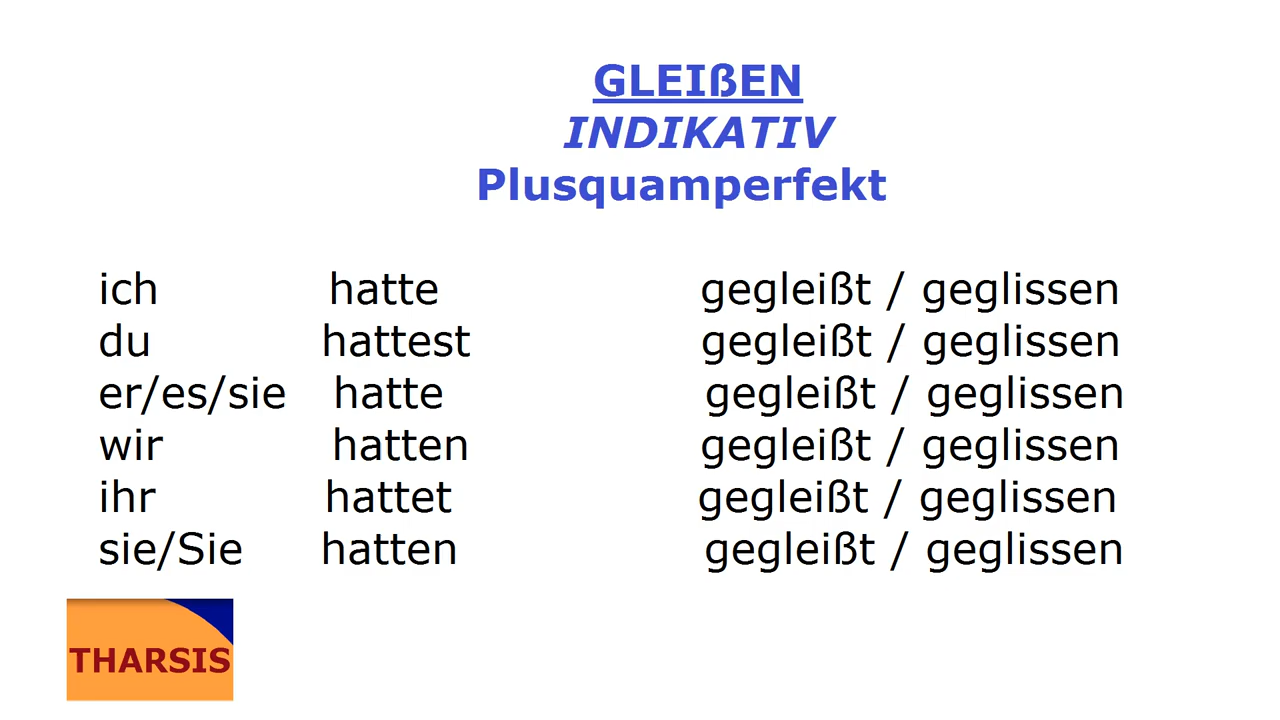 GLEIßEN
INDIKATIV
Plusquamperfekt
ich hatte gegleißt / geglissen
du hattest gegleißt / geglissen
er/es/sie hatte gegleißt / geglissen
wir hatten gegleißt / geglissen
ihr hattet gegleißt / geglissen
sie/Sie hatten gegleißt / geglissen
THARSIS